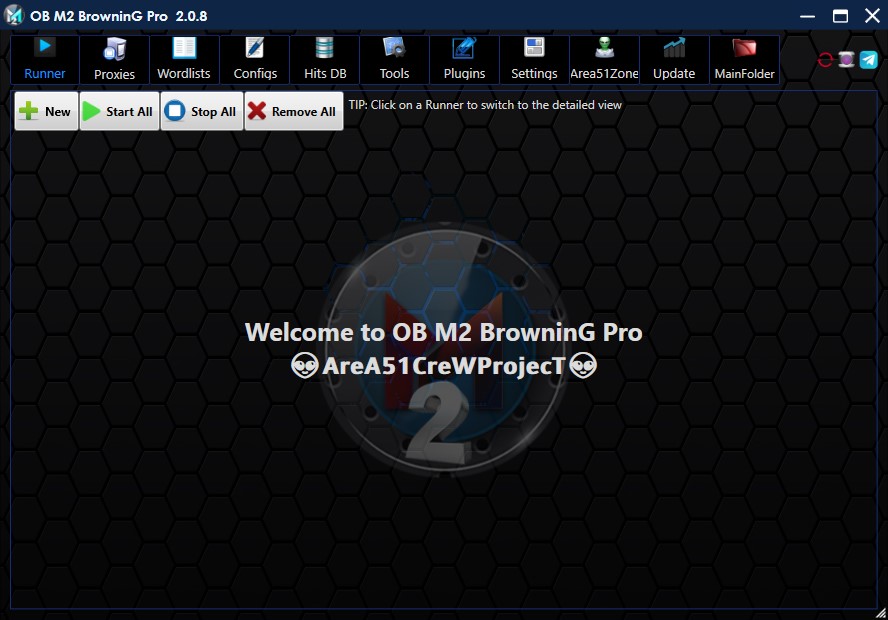 OB M2 BrowninG Pro 2.0.8
Runner Proxies Wordlists Configs Hits DB Tools Plugins Settings Area51Zone Update MainFolder
New Start All Stop All Remove All TIP: Click on a Runner to switch to the detailed view
Welcome to OB M2 BrowninG Pro
👽AreA51CreWProjecT👽
2